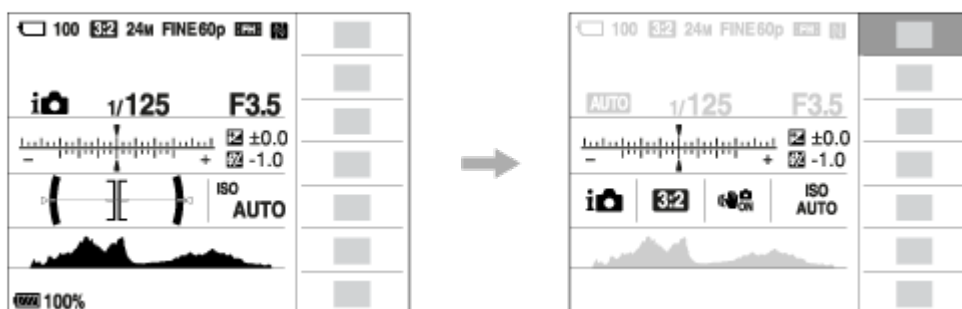 100 3:2 24M FINE 60p N
1/125 F3.5
±0.0
- +
-1.0
ISO
AUTO
100%
100 3:2 24M FINE 60p N
AUTO 1/125 F3.5
±0.0
- +
-1.0
i 3:2 ON ISO
AUTO